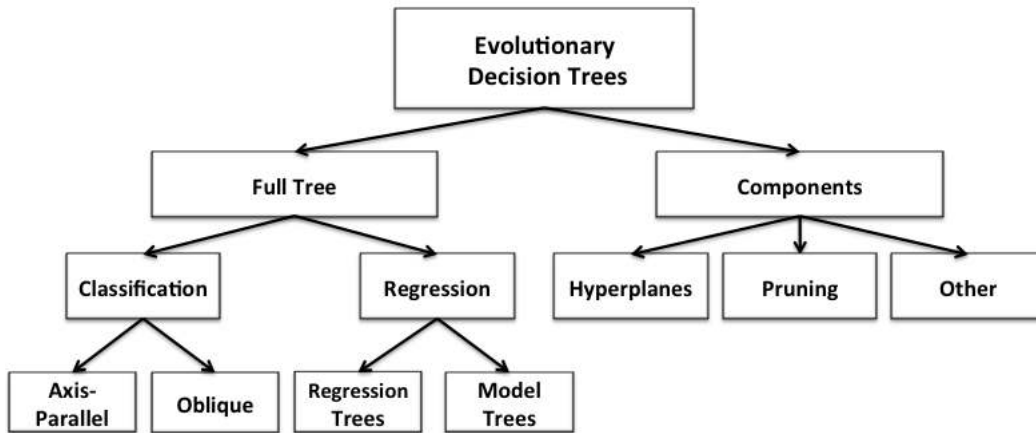 Evolutionary
Decision Trees
Full Tree
Components
Classification
Regression
Hyperplanes
Pruning
Other
Axis-
Parallel
Oblique
Regression
Trees
Model
Trees